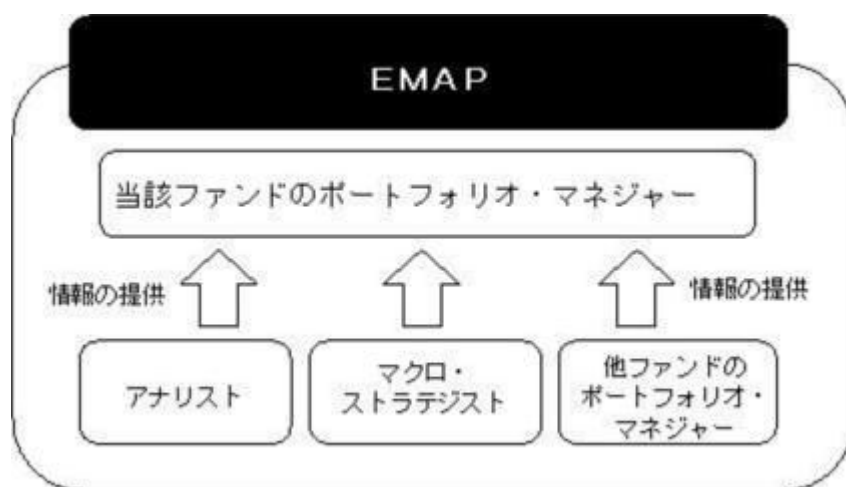 EMAP
当該ファンドのポートフォリオ・マネジャー
情報の提供
情報の提供
アナリスト
マクロ・
ストラテジスト
他ファンドの
ポートフォリオ・
マネジャー